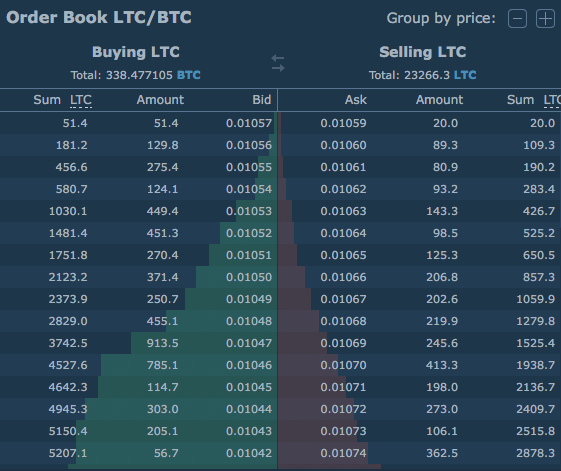 Order Book LTC/BTC Group by price:
Buying LTC Selling LTC
Total: 338.477105 BTC Total: 23266.3 LTC
Sum LTC Amount Bid Ask Amount Sum LTC
51.4 51.4 0.01057 0.01059 20.0 20.0
181.2 129.8 0.01056 0.01060 89.3 109.3
456.6 275.4 0.01055 0.01061 80.9 190.2
580.7 124.1 0.01054 0.01062 93.2 283.4
1030.1 449.4 0.01053 0.01063 143.3 426.7
1481.4 451.3 0.01052 0.01064 98.5 525.2
1751.8 270.4 0.01051 0.01065 125.3 650.5
2123.2 371.4 0.01050 0.01066 206.8 857.3
2373.9 250.7 0.01049 0.01067 202.6 1059.9
2829.0 455.1 0.01048 0.01068 219.9 1279.8
3742.5 913.5 0.01047 0.01069 245.6 1525.4
4527.6 785.1 0.01046 0.01070 413.3 1938.7
4642.3 114.7 0.01045 0.01071 198.0 2136.7
4945.3 303.0 0.01044 0.01072 273.0 2409.7
5150.4 205.1 0.01043 0.01073 106.1 2515.8
5207.1 56.7 0.01042 0.01074 362.5 2878.3